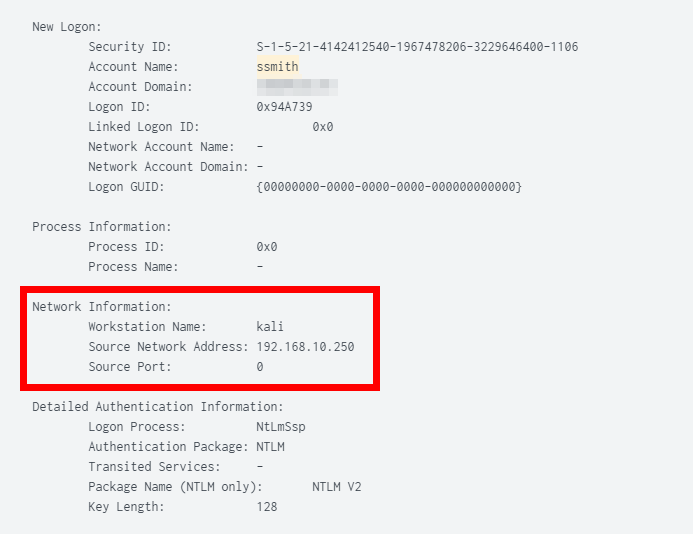 New Logon:
Security ID: S-1-5-21-4142412540-1967478206-3229646400-1106
Account Name: ssmith
Account Domain:
Logon ID: 0x94A739
Linked Logon ID: 0x0
Network Account Name: -
Network Account Domain: -
Logon GUID: {00000000-0000-0000-0000-000000000000}
Process Information:
Process ID: 0x0
Process Name: -
Network Information:
Workstation Name: kali
Source Network Address: 192.168.10.250
Source Port: 0
Detailed Authentication Information:
Logon Process: NtLmSsp
Authentication Package: NTLM
Transited Services: -
Package Name (NTLM only): NTLM V2
Key Length: 128